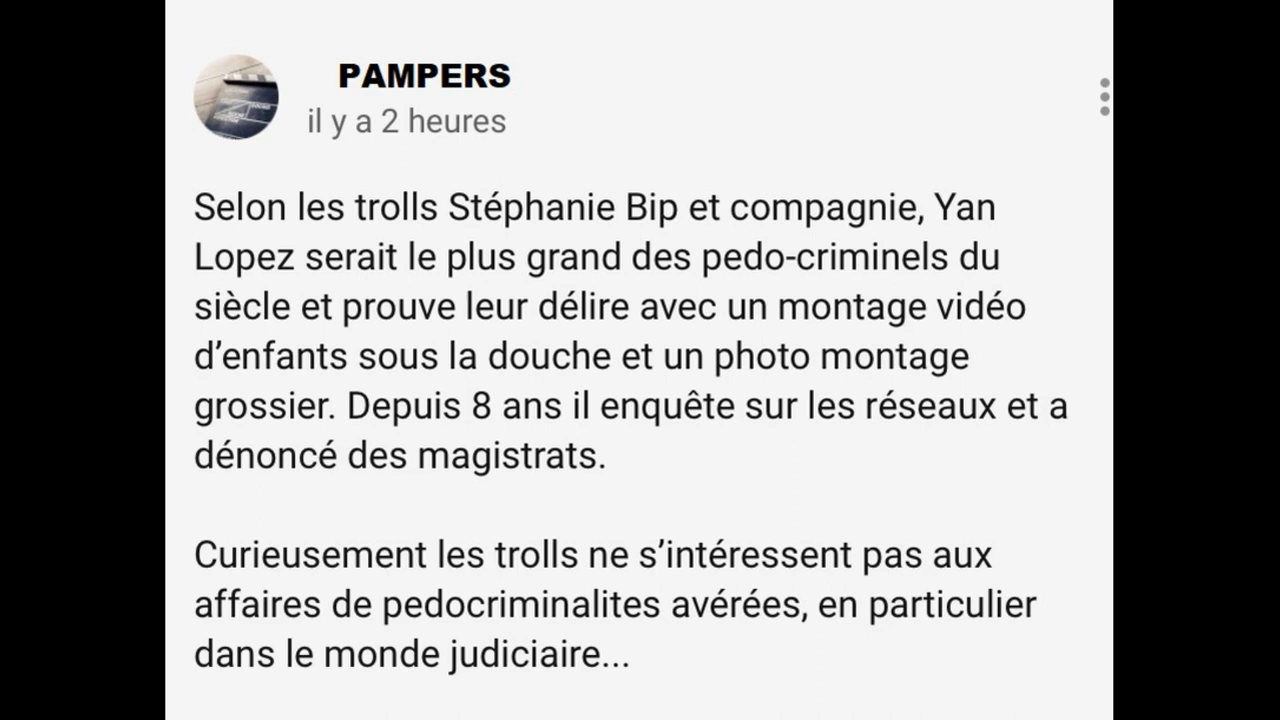 PAMPERS
il y a 2 heures
Selon les trolls Stéphanie Bip et compagnie, Yan
Lopez serait le plus grand des pedo-criminels du
siècle et prouve leur délire avec un montage vidéo
d’enfants sous la douche et un photo montage
grossier. Depuis 8 ans il enquête sur les réseaux et a
dénoncé des magistrats.
Curieusement les trolls ne s’intéressent pas aux
affaires de pedocriminalites avérées, en particulier
dans le monde judiciaire...